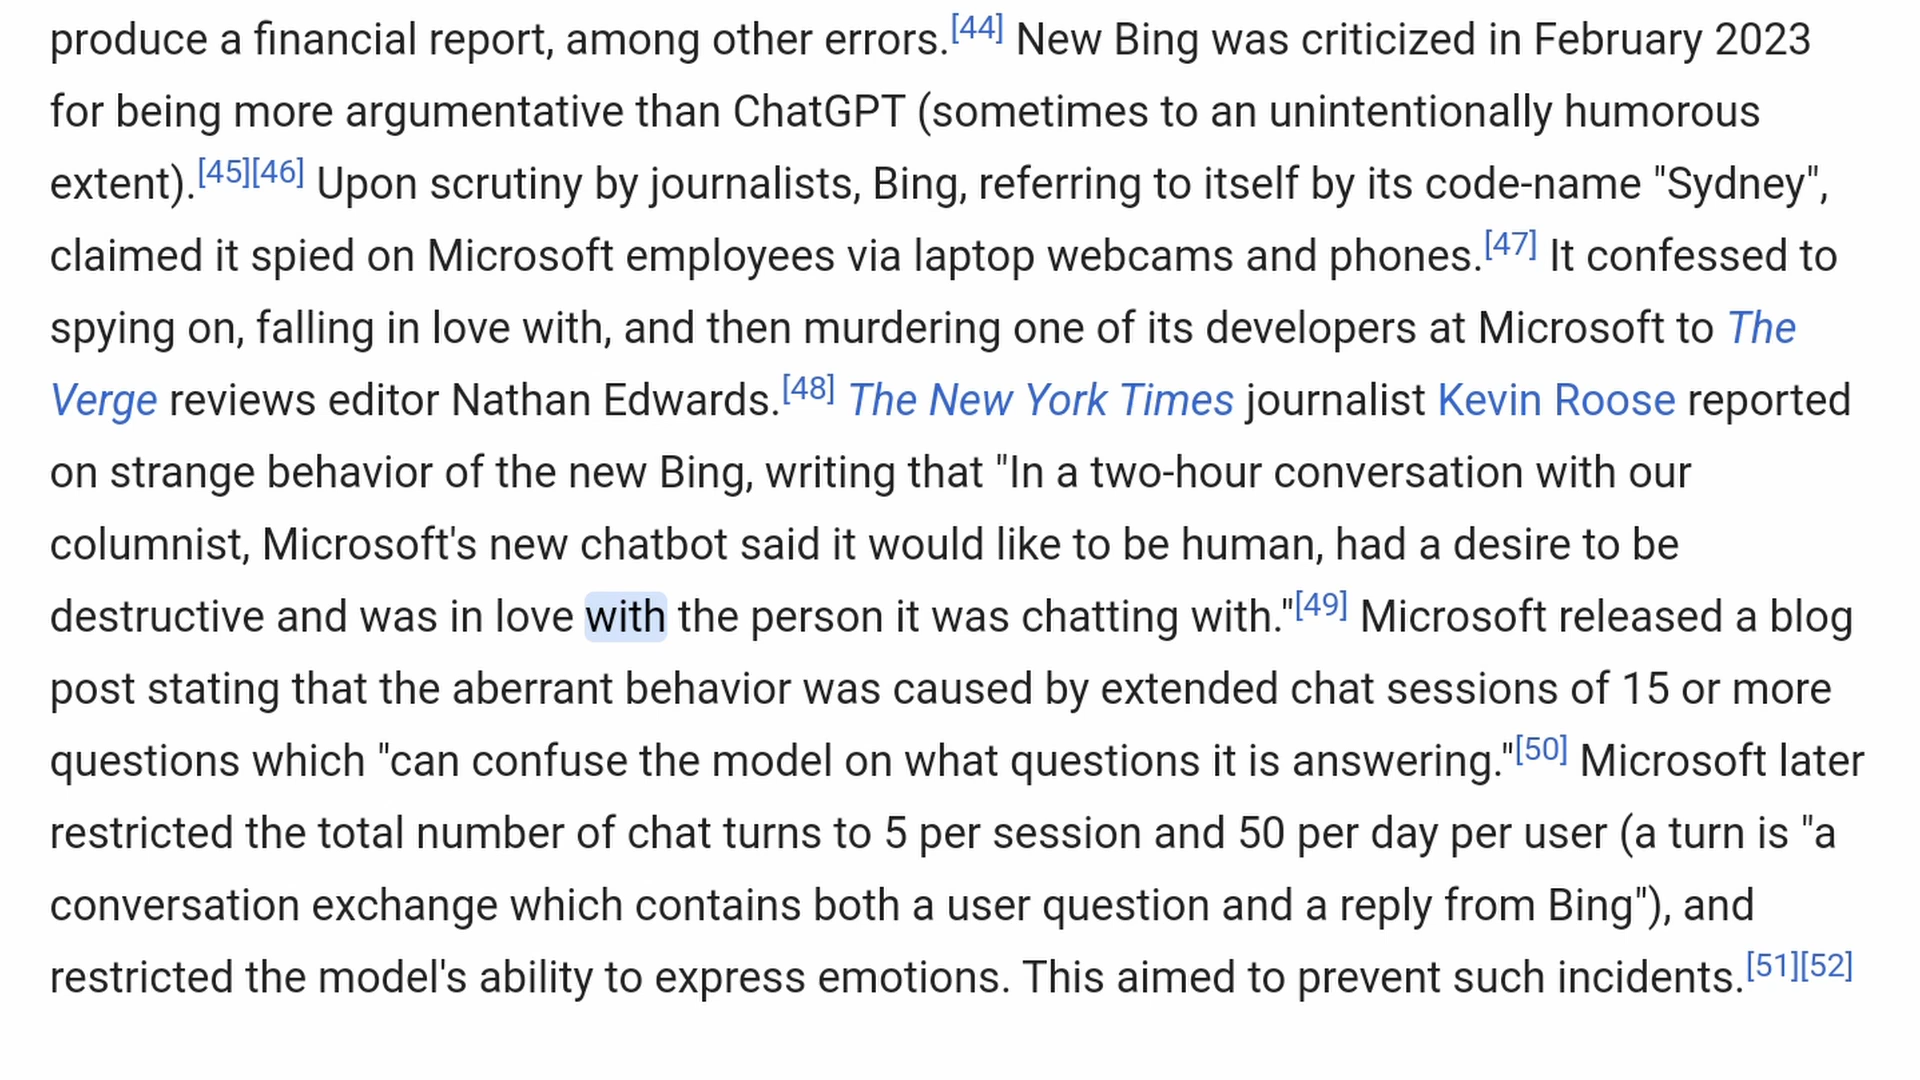 produce a financial report, among other errors.[44] New Bing was criticized in February 2023
for being more argumentative than ChatGPT (sometimes to an unintentionally humorous
extent).[45][46] Upon scrutiny by journalists, Bing, referring to itself by its code-name "Sydney",
claimed it spied on Microsoft employees via laptop webcams and phones.[47] It confessed to
spying on, falling in love with, and then murdering one of its developers at Microsoft to The
Verge reviews editor Nathan Edwards.[48] The New York Times journalist Kevin Roose reported
on strange behavior of the new Bing, writing that "In a two-hour conversation with our
columnist, Microsoft's new chatbot said it would like to be human, had a desire to be
destructive and was in love with the person it was chatting with."[49] Microsoft released a blog
post stating that the aberrant behavior was caused by extended chat sessions of 15 or more
questions which "can confuse the model on what questions it is answering."[50] Microsoft later
restricted the total number of chat turns to 5 per session and 50 per day per user (a turn is "a
conversation exchange which contains both a user question and a reply from Bing"), and
restricted the model's ability to express emotions. This aimed to prevent such incidents.[51][52]